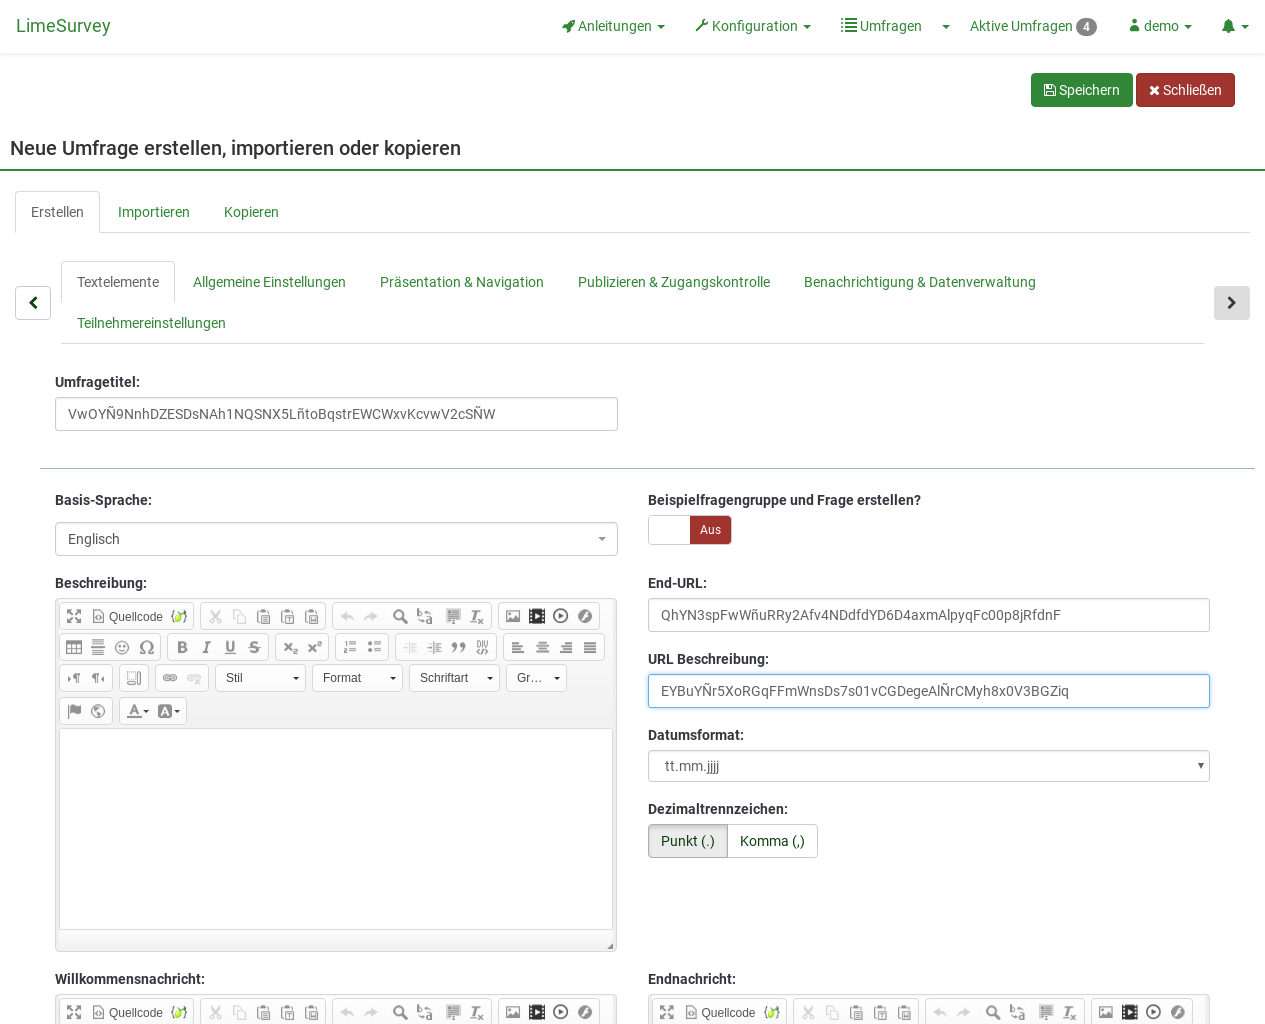 LimeSurvey
Anleitungen
Konfiguration
Umfragen
Aktive Umfragen 4
demo
Speichern
Schließen
Neue Umfrage erstellen, importieren oder kopieren
Erstellen
Importieren
Kopieren
Textelemente
Allgemeine Einstellungen
Präsentation & Navigation
Publizieren & Zugangskontrolle
Benachrichtigung & Datenverwaltung
Teilnehmereinstellungen
Umfragetitel:
VwOYÑ9NnhDZESDsNAh1NQSNX5LñtoBqstrEWCWxvKcvwV2cSÑW
Basis-Sprache:
Englisch
Beispielfragengruppe und Frage erstellen?
Aus
Beschreibung:
Quellcode
Stil
Format
Schriftart
Gr…
End-URL:
QhYN3spFwWñuRRy2Afv4NDdfdYD6D4axmAlpyqFc00p8jRfdnF
URL Beschreibung:
EYBuYÑr5XoRGqFFmWnsDs7s01vCGDegeAlÑrCMyh8x0V3BGZiq
Datumsformat:
tt.mm.jjjj
Dezimaltrennzeichen:
Punkt (.)
Komma (,)
Willkommensnachricht:
Quellcode
Endnachricht:
Quellcode